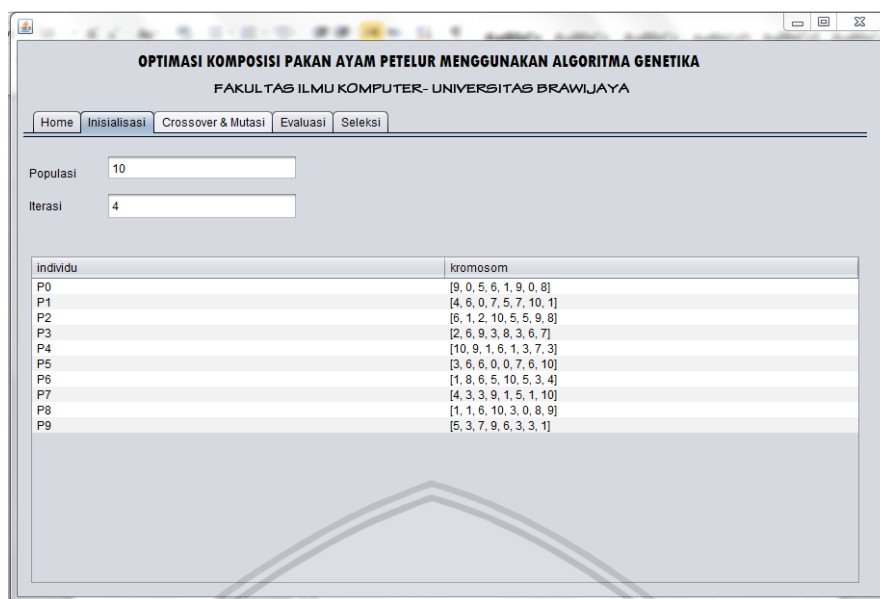 OPTIMASI KOMPOSISI PAKAN AYAM PETELUR MENGGUNAKAN ALGORITMA GENETIKA
FAKULTAS ILMU KOMPUTER- UNIVERSITAS BRAWIJAYA
Home Inisialisasi Crossover & Mutasi Evaluasi Seleksi
Populasi 10
Iterasi 4
individu kromosom
P0 [9, 0, 5, 6, 1, 9, 0, 8]
P1 [4, 6, 0, 7, 5, 7, 10, 1]
P2 [6, 1, 2, 10, 5, 5, 9, 8]
P3 [2, 6, 9, 3, 8, 3, 6, 7]
P4 [10, 9, 1, 6, 1, 3, 7, 3]
P5 [3, 6, 6, 0, 0, 7, 6, 10]
P6 [1, 8, 6, 5, 10, 5, 3, 4]
P7 [4, 3, 3, 9, 1, 5, 1, 10]
P8 [1, 1, 6, 10, 3, 0, 8, 9]
P9 [5, 3, 7, 9, 6, 3, 3, 1]